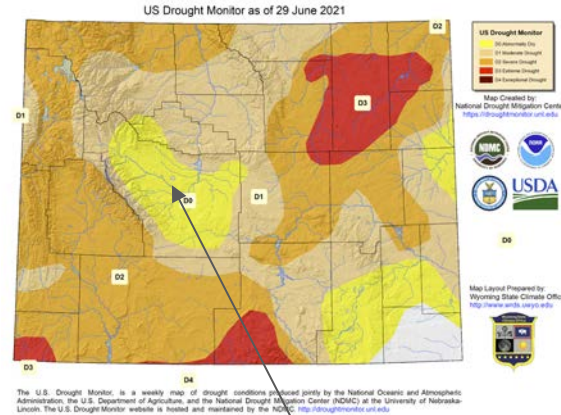 US Drought Monitor as of 29 June 2021
D2
US Drought Monitor
D0 Abnormally Dry
D1 Moderate Drought
D2 Severe Drought
D3 Extreme Drought
D4 Exceptional Drought
D3
Map Created by:
National Drought Mitigation Center
https://droughtmonitor.unl.edu
D1
NDMC
NOAA
USDA
D0
D1
D0
D2
Map Layout Prepared by:
Wyoming State Climate Offic
http://www.wrds.uwyo.edu
D3
D4
The U.S. Drought Monitor, is a weekly map of drought conditions produced jointly by the National Oceanic and Atmospheric
Administration, the U.S. Department of Agriculture, and the National Drought Mitigation Center (NDMC) at the University of Nebraska-
Lincoln. The U.S. Drought Monitor website is hosted and maintained by the NDMC. http://droughtmonitor.unl.edu